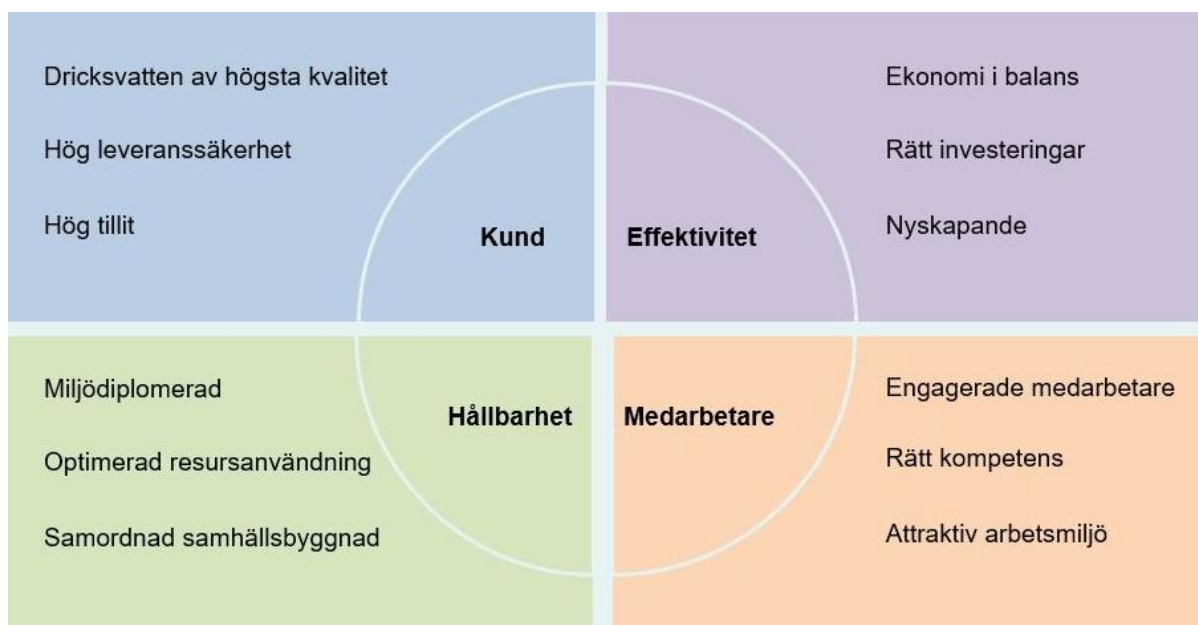 Dricksvatten av högsta kvalitet
Hög leveranssäkerhet
Hög tillit
Kund
Effektivitet
Ekonomi i balans
Rätt investeringar
Nyskapande
Miljödiplomerad
Optimerad resursanvändning
Samordnad samhällsbyggnad
Hållbarhet
Medarbetare
Engagerade medarbetare
Rätt kompetens
Attraktiv arbetsmiljö